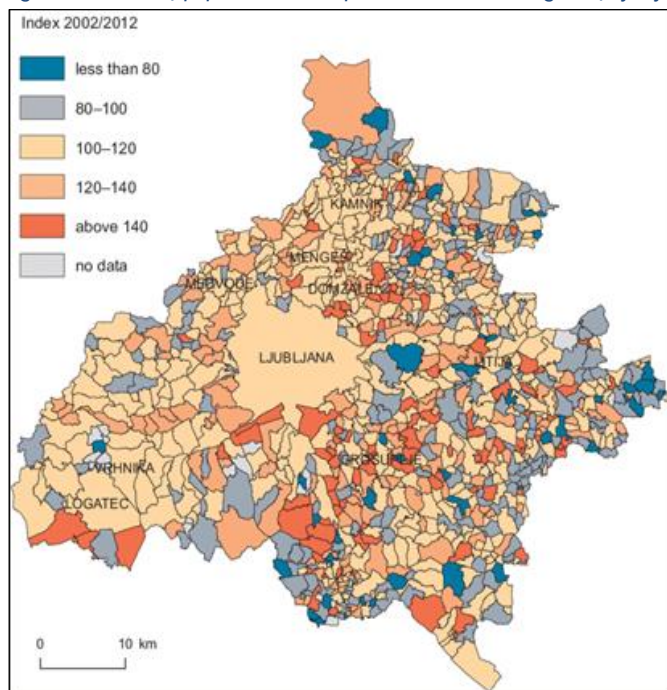 Index 2002/2012
less than 80
80–100
100–120
120–140
above 140
no data
KAMNIK
MENGEŠ
MEDVODE
DOMŽALE
LJUBLJANA
LITIJA
GROSUPLJE
VRHNIKA
LOGATEC
0 10 km